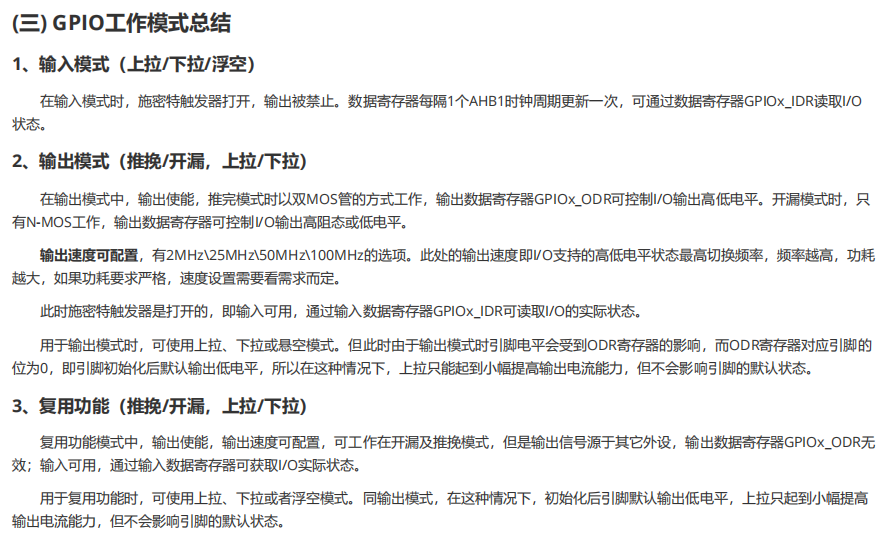 (三) GPIO工作模式总结
1、输入模式（上拉/下拉/浮空）
在输入模式时，施密特触发器打开，输出被禁止。数据寄存器每隔1个AHB1时钟周期更新一次，可通过数据寄存器GPIOx_IDR读取I/O
状态。
2、输出模式（推挽/开漏，上拉/下拉）
在输出模式中，输出使能，推完模式时以双MOS管的方式工作，输出数据寄存器GPIOx_ODR可控制I/O输出高低电平。开漏模式时，只
有N-MOS工作，输出数据寄存器可控制I/O输出高阻态或低电平。
输出速度可配置，有2MHz\25MHz\50MHz\100MHz的选项。此处的输出速度即I/O支持的高低电平状态最高切换频率，频率越高，功耗
越大，如果功耗要求严格，速度设置需要看需求而定。
此时施密特触发器是打开的，即输入可用，通过输入数据寄存器GPIOx_IDR可读取I/O的实际状态。
用于输出模式时，可使用上拉、下拉或悬空模式。但此时由于输出模式时引脚电平会受到ODR寄存器的影响，而ODR寄存器对应引脚的
位为0，即引脚初始化后默认输出低电平，所以在这种情况下，上拉只能起到小幅提高输出电流能力，但不会影响引脚的默认状态。
3、复用功能（推挽/开漏，上拉/下拉）
复用功能模式中，输出使能，输出速度可配置，可工作在开漏及推挽模式，但是输出信号源于其它外设，输出数据寄存器GPIOx_ODR无
效；输入可用，通过输入数据寄存器可获取I/O实际状态。
用于复用功能时，可使用上拉、下拉或者浮空模式。同输出模式，在这种情况下，初始化后引脚默认输出低电平，上拉只起到小幅提高
输出电流能力，但不会影响引脚的默认状态。